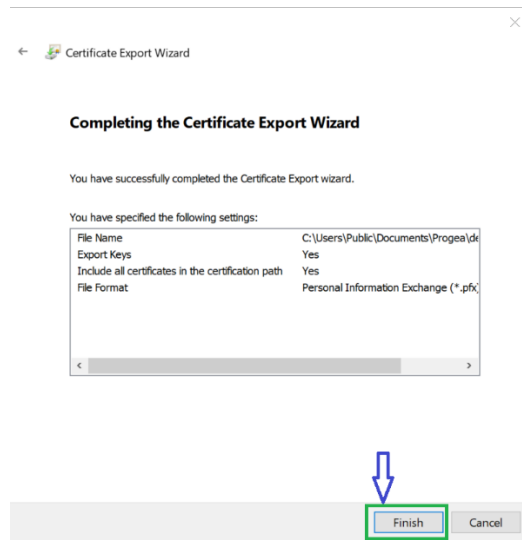 Certificate Export Wizard
Completing the Certificate Export Wizard
You have successfully completed the Certificate Export wizard.
You have specified the following settings:
File Name C:\Users\Public\Documents\Progea\de
Export Keys Yes
Include all certificates in the certification path Yes
File Format Personal Information Exchange (*.pfx)
Finish Cancel